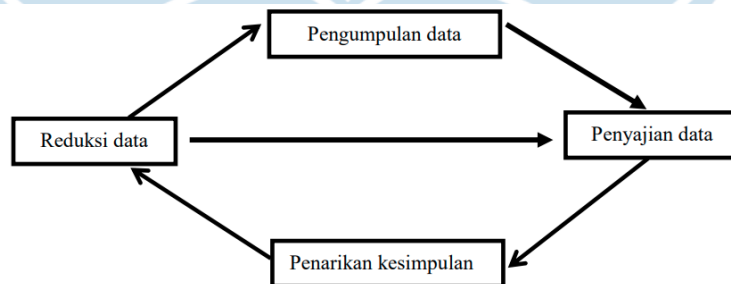 Pengumpulan data
Reduksi data
Penyajian data
Penarikan kesimpulan